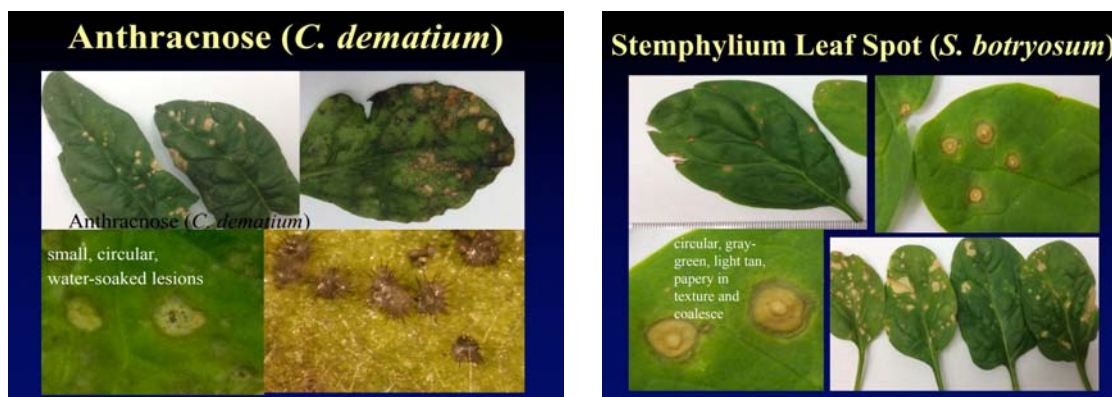 Anthracnose (C. dematium)
Anthracnose (C. dematium)
small, circular,
water-soaked lesions
Stemphylium Leaf Spot (S. botryosum)
circular, gray-
green, light tan,
papery in
texture and
coalesce